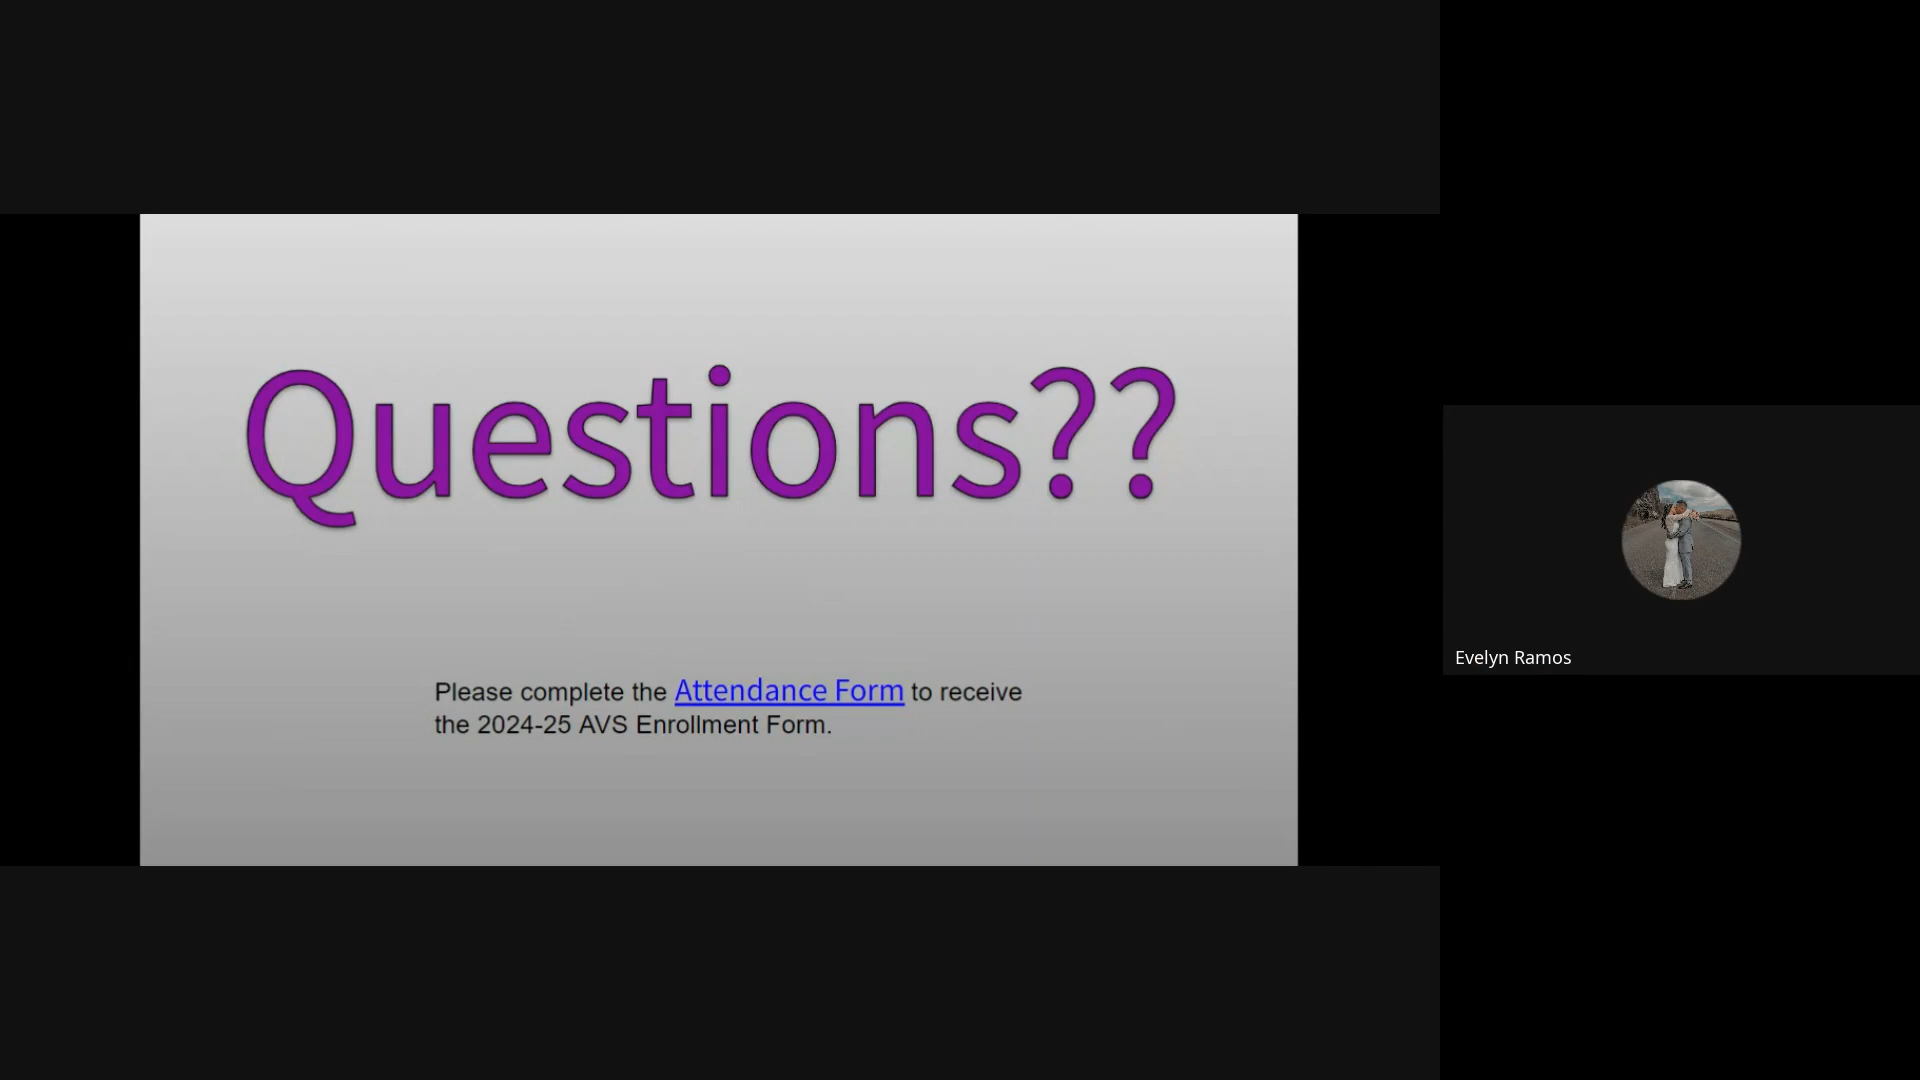 Questions??
Please complete the Attendance Form to receive
the 2024-25 AVS Enrollment Form.
Evelyn Ramos